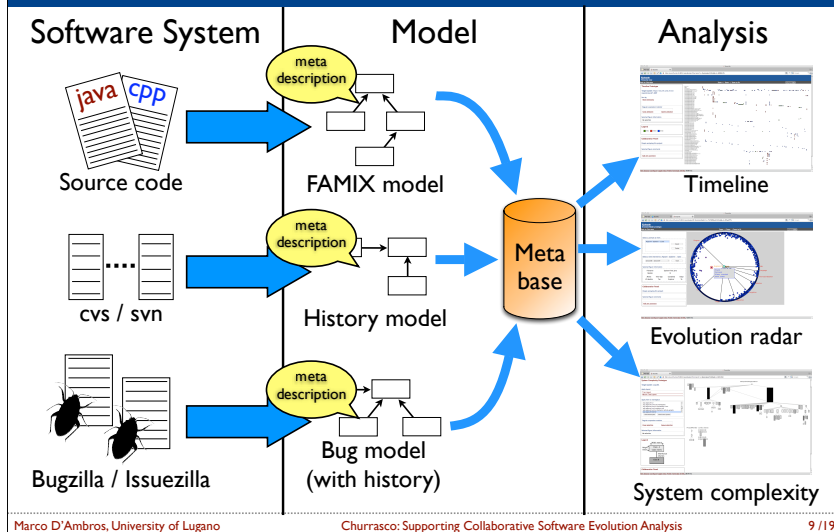 Software System
Model
Analysis
java
cpp
Source code
meta
description
FAMIX model
Timeline
cvs / svn
meta
description
History model
Meta
base
Evolution radar
Bugzilla / Issuezilla
meta
description
Bug model
(with history)
System complexity
Marco D'Ambros, University of Lugano
Churrasco: Supporting Collaborative Software Evolution Analysis
9 /19